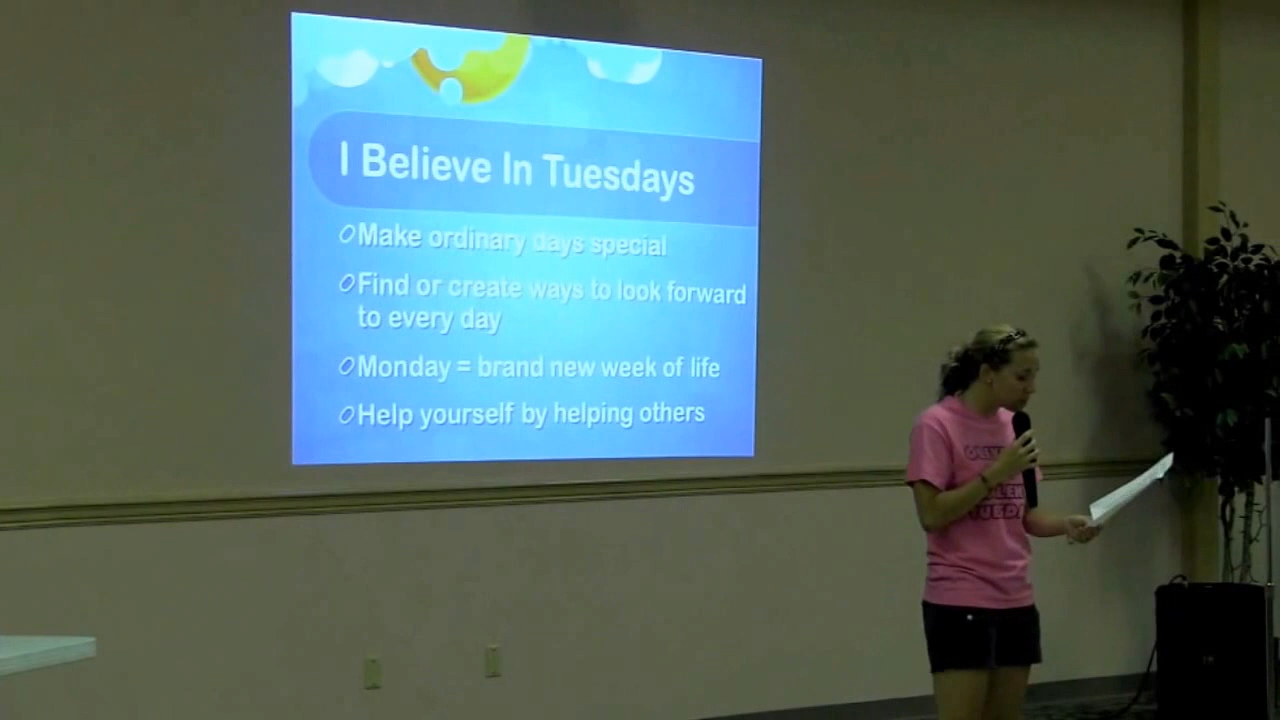 I Believe In Tuesdays
Make ordinary days special
Find or create ways to look forward
to every day
Monday = brand new week of life
Help yourself by helping others